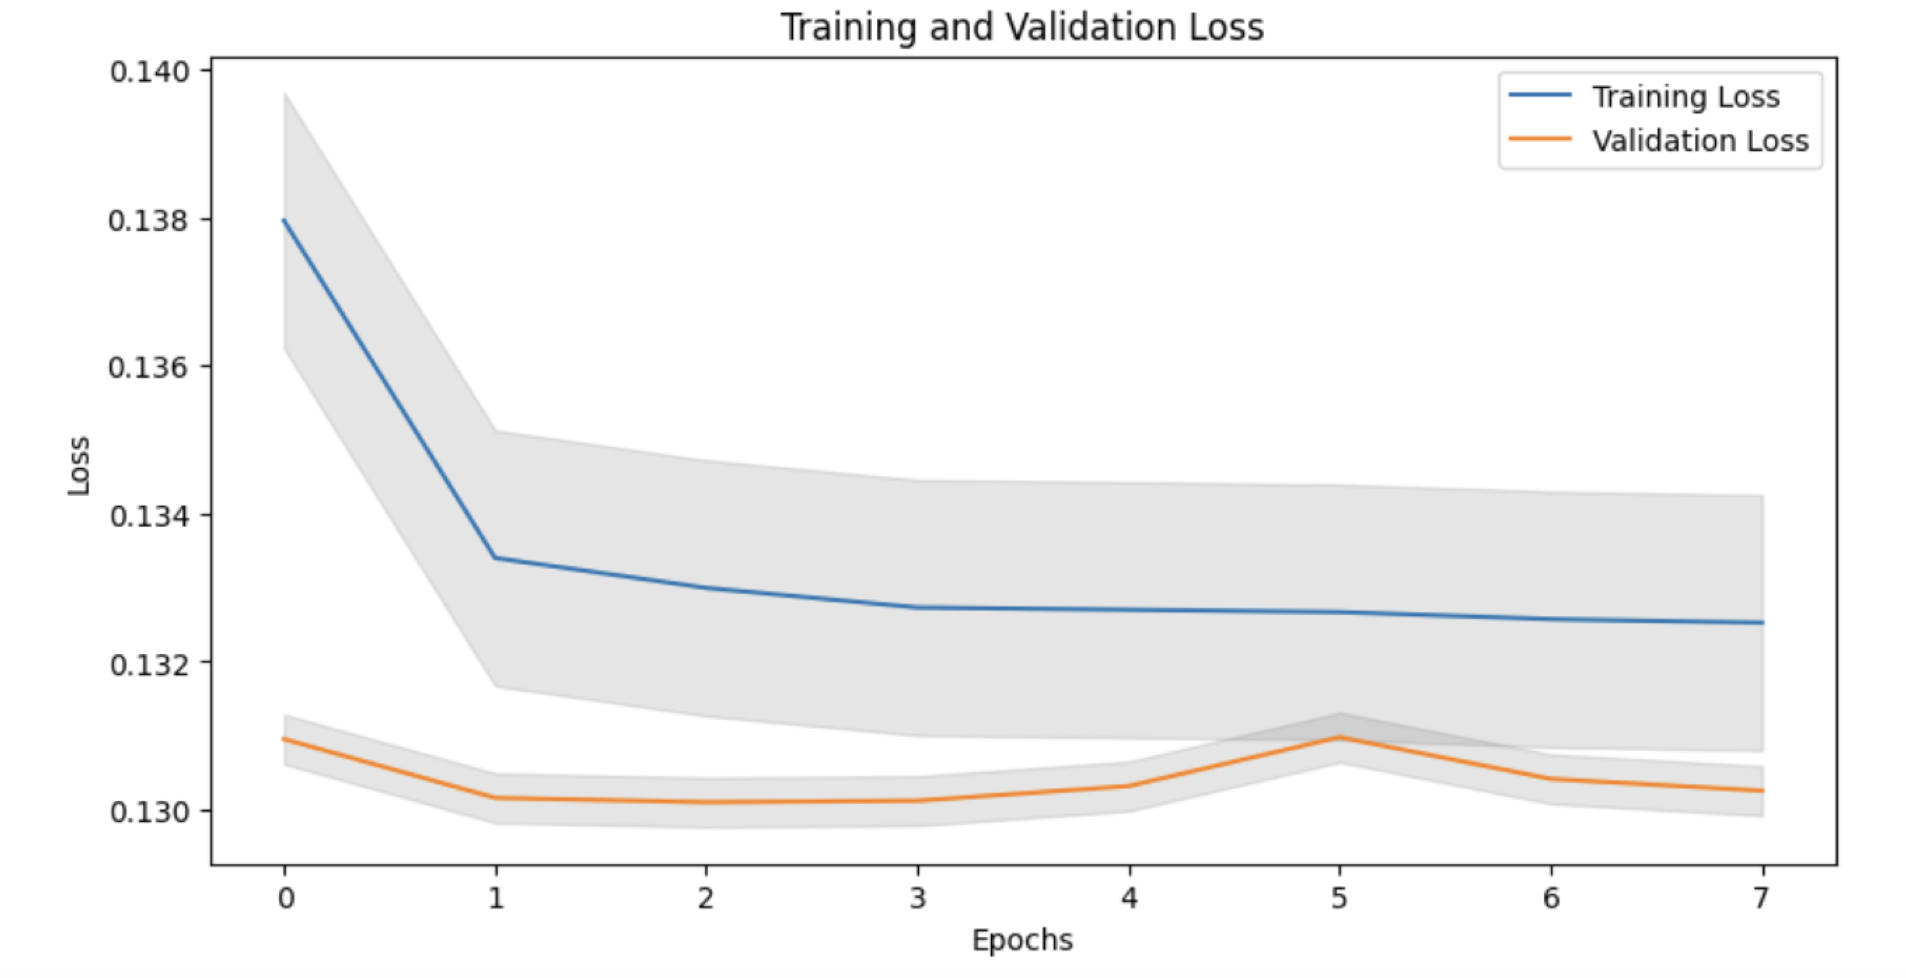 Training and Validation Loss
Training Loss
Validation Loss
0.140
0.138
0.136
0.134
0.132
0.130
Loss
0 1 2 3 4 5 6 7
Epochs